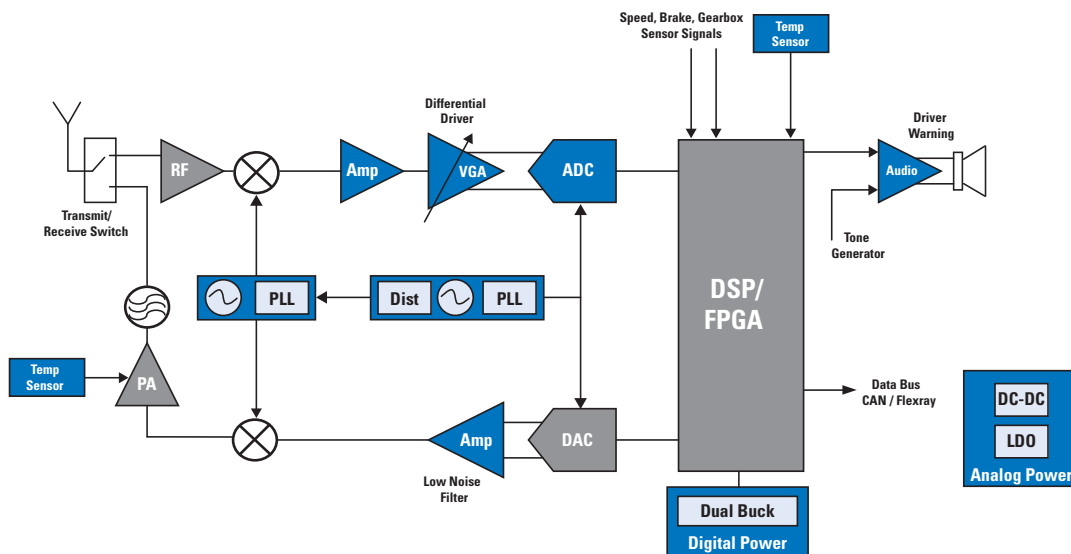 Speed, Brake, Gearbox
Sensor Signals
Temp
Sensor
Differential
Driver
Driver
Warning
RF
Amp
VGA
ADC
Audio
Transmit/
Receive Switch
Tone
Generator
PLL
Dist
PLL
DSP/
FPGA
Temp
Sensor
PA
Data Bus
CAN / Flexray
DC-DC
LDO
Analog Power
Amp
DAC
Low Noise
Filter
Dual Buck
Digital Power